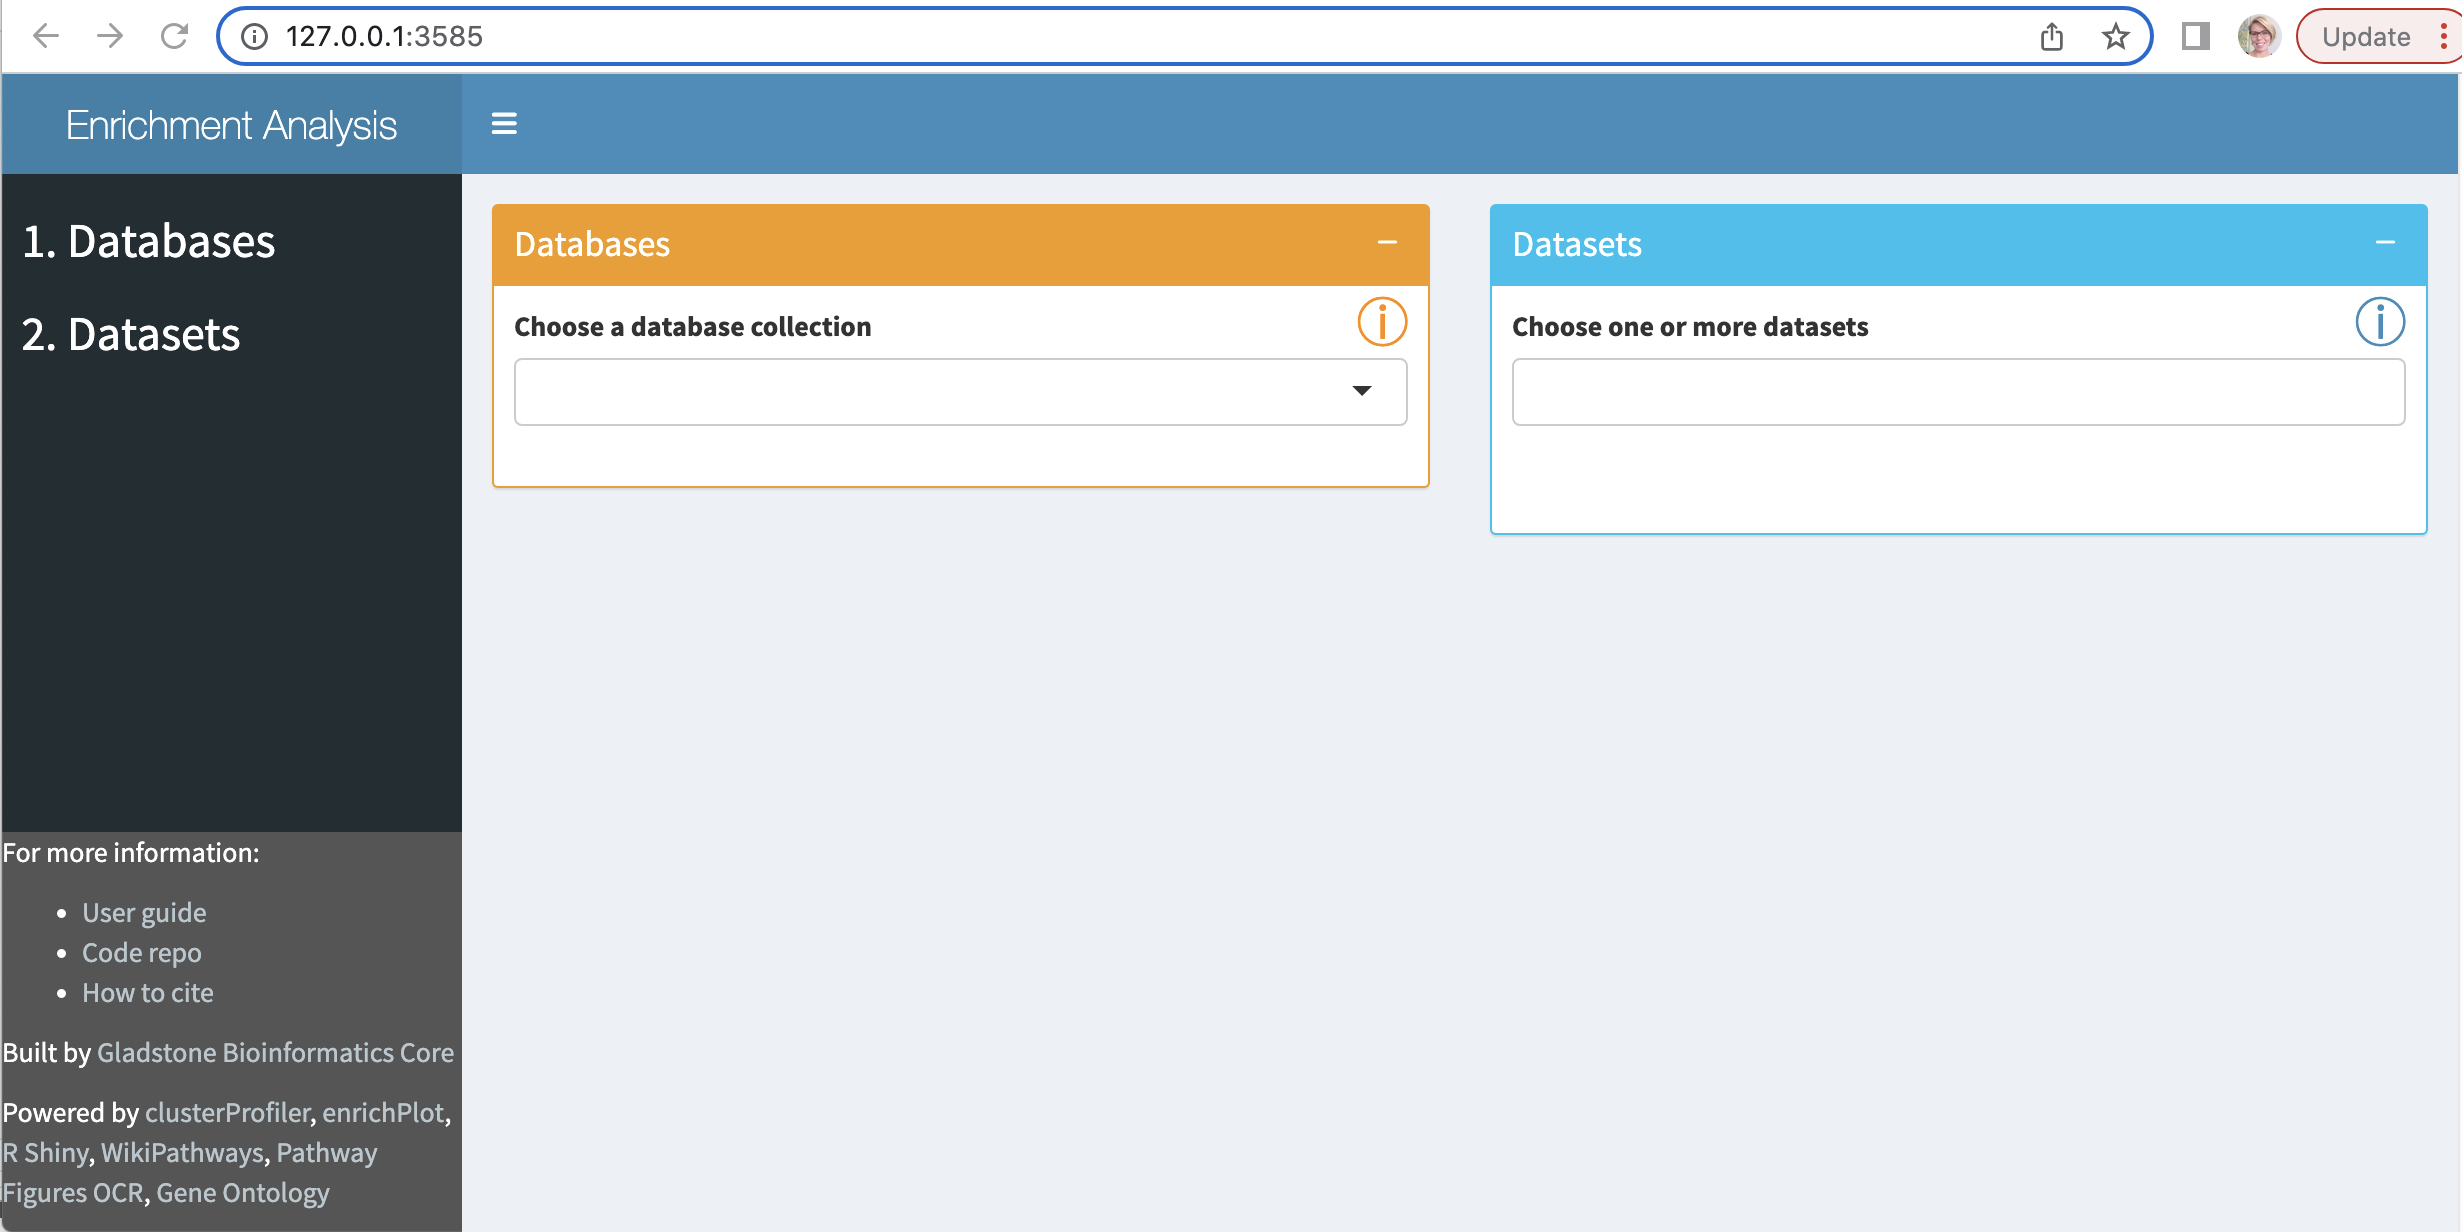 127.0.0.1:3585
Update
Enrichment Analysis
1. Databases
2. Datasets
Databases
Choose a database collection
Datasets
Choose one or more datasets
For more information:
• User guide
• Code repo
• How to cite
Built by Gladstone Bioinformatics Core
Powered by clusterProfiler, enrichPlot,
R Shiny, WikiPathways, Pathway
Figures OCR, Gene Ontology